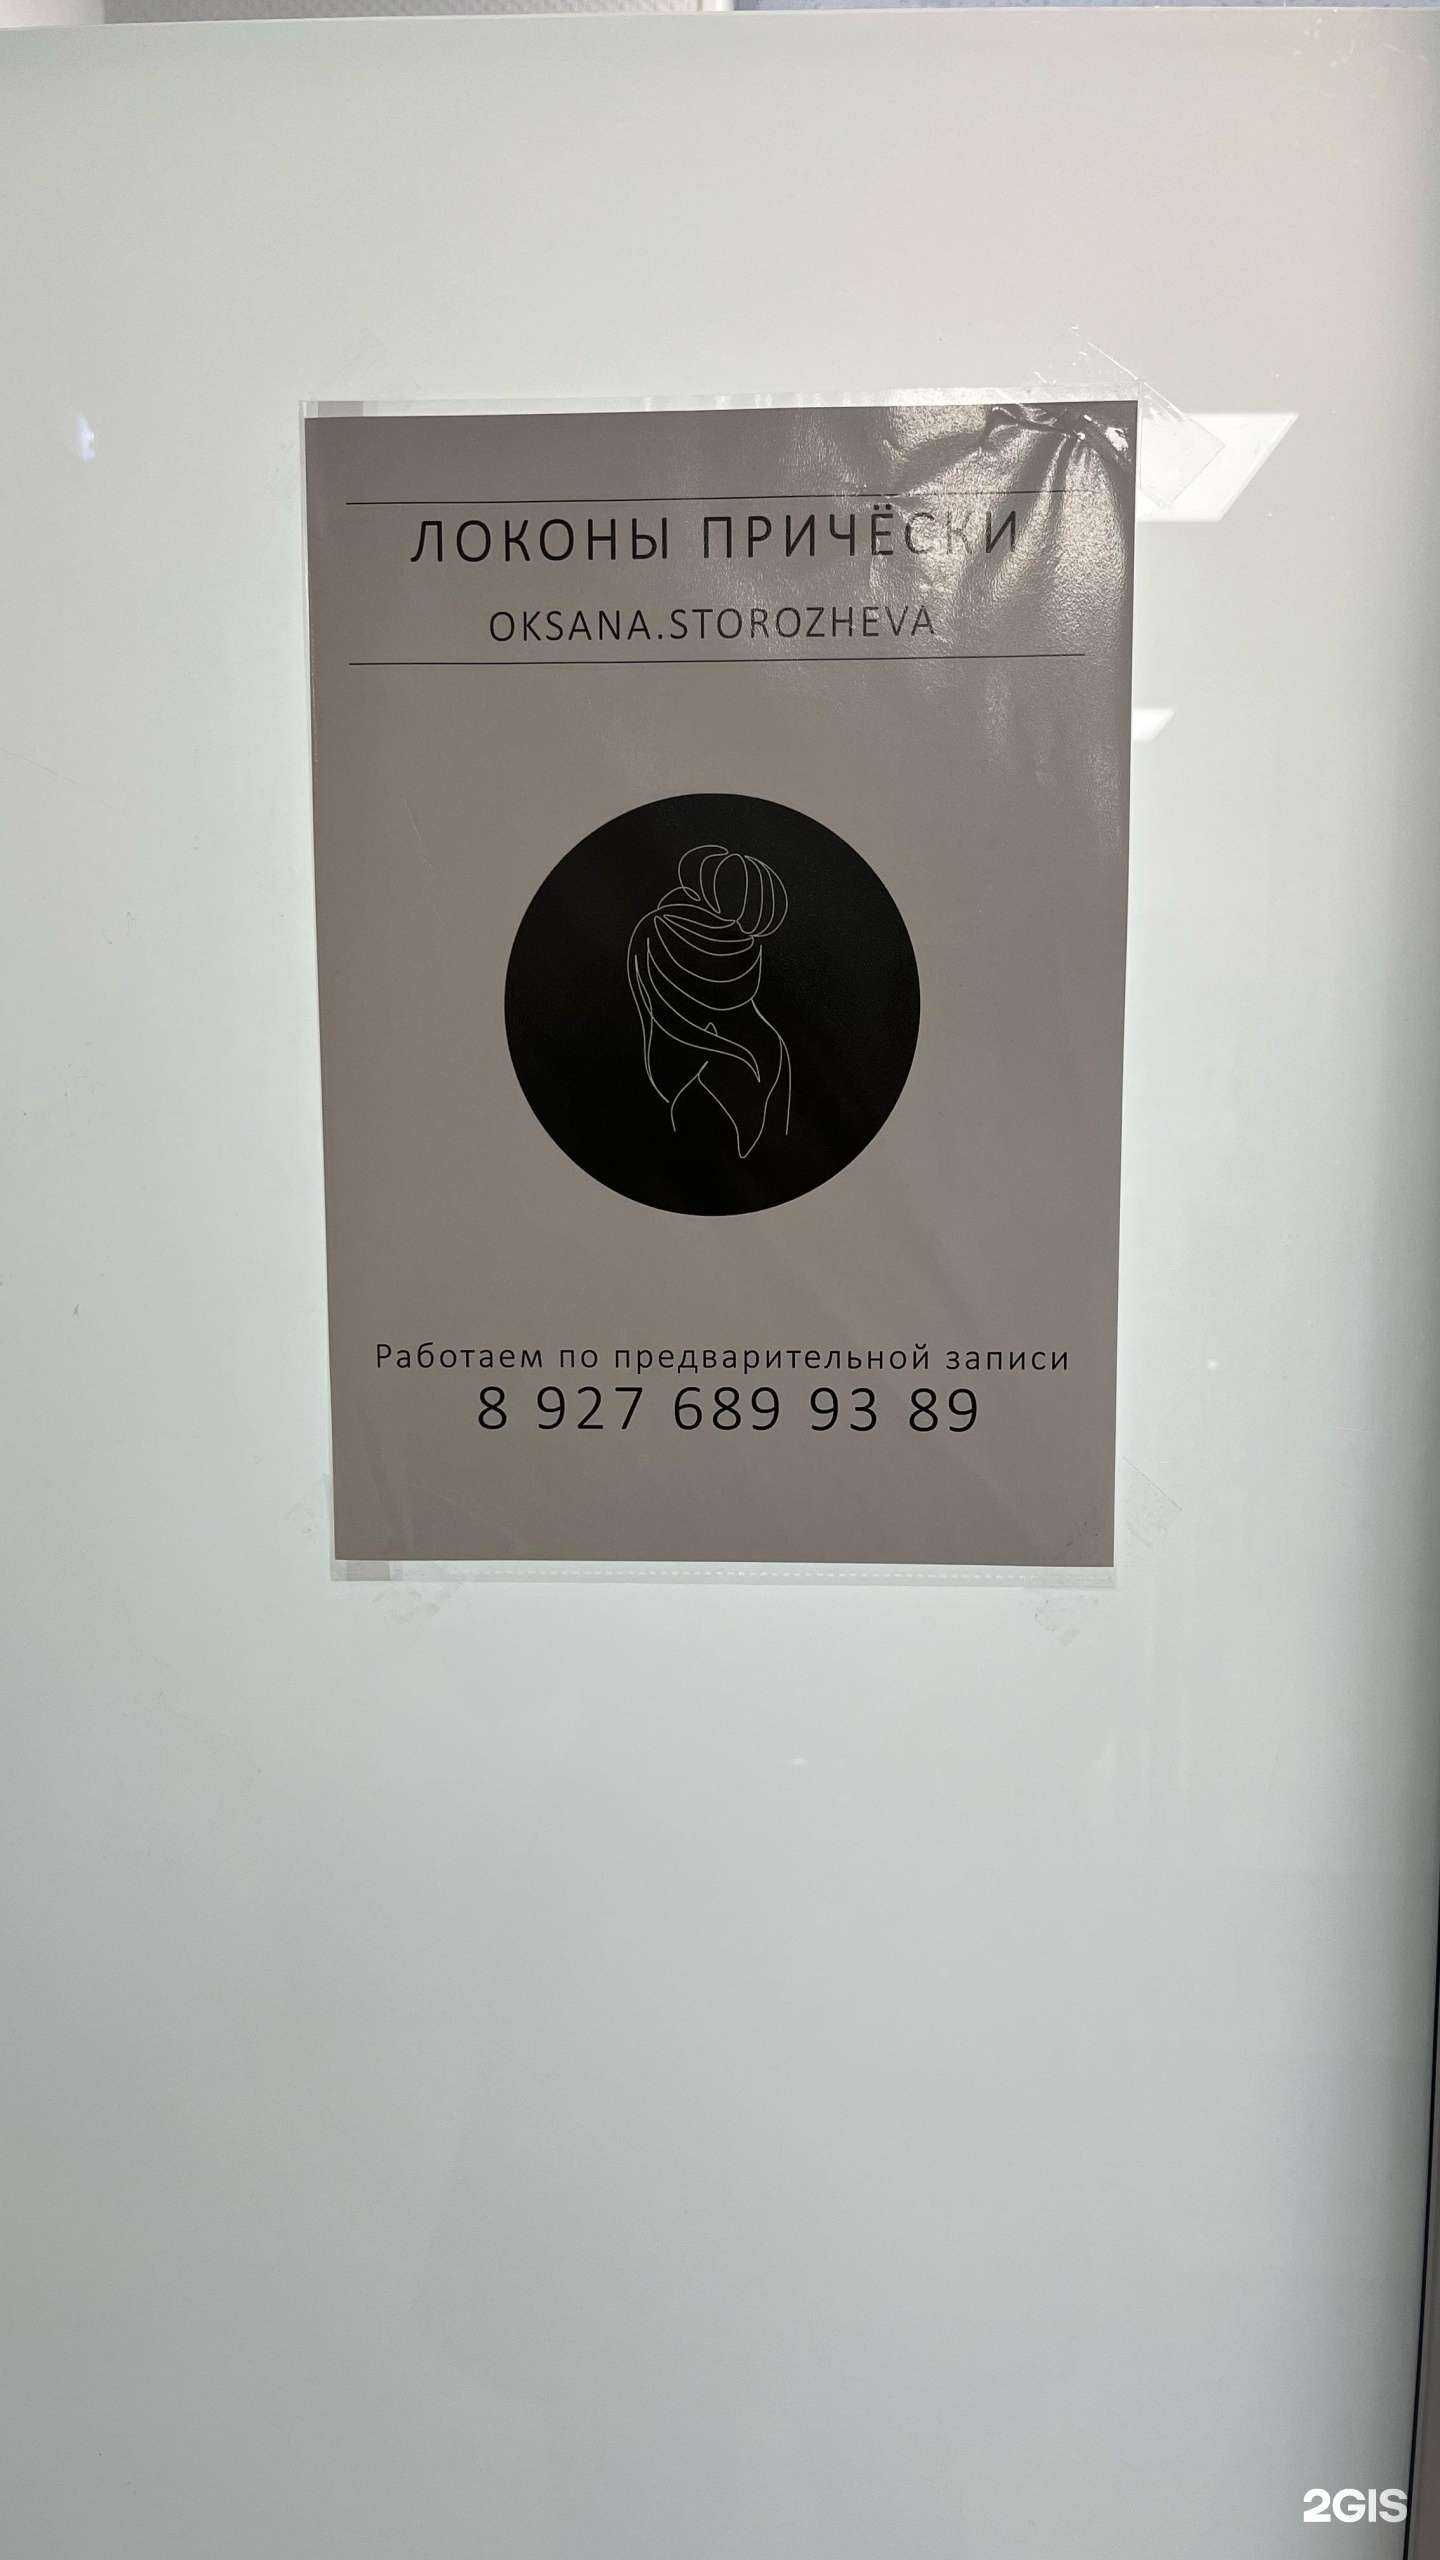 ЛОКОНЫ ПРИЧЁСКИ
OKSANA.STOROZHEVA
Работаем по предварительной записи
8 927 689 93 89
2GIS